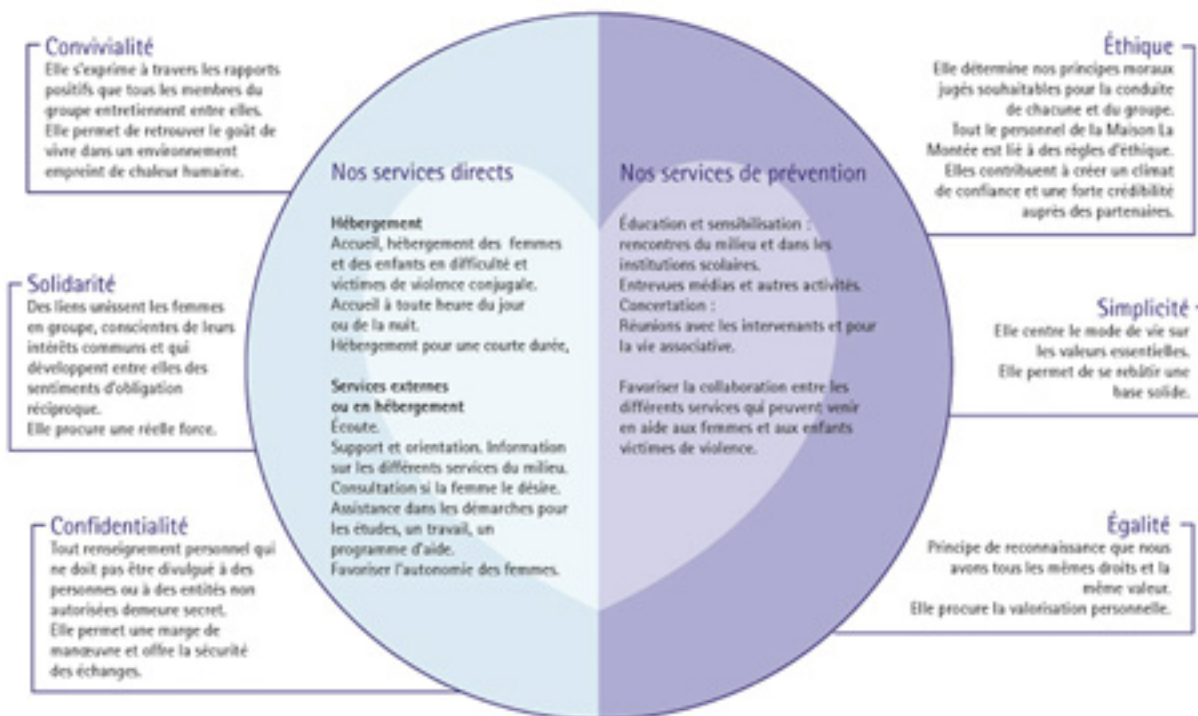 Convivialité
Elle s'exprime à travers les rapports
positifs que tous les membres du
groupe entretiennent entre elles.
Elle permet de retrouver le goût de
vivre dans un environnement
empreint de chaleur humaine.
Solidarité
Des liens unissent les femmes
en groupe, conscientes de leurs
intérêts communs et qui
développent entre elles des
sentiments d'obligation
réciproque.
Elle procure une réelle force.
Confidentialité
Tout renseignement personnel qui
ne doit pas être divulgué à des
personnes ou à des entités non
autorisées demeure secret.
Elle permet une marge de
manœuvre et offre la sécurité
des échanges.
Nos services directs
Hébergement
Accueil, hébergement des femmes
et des enfants en difficulté et
victimes de violence conjugale.
Accueil à toute heure du jour
ou de la nuit.
Hébergement pour une courte durée,
Services externes
ou en hébergement
Écoute.
Support et orientation. Information
sur les différents services du milieu.
Consultation si la femme le désire.
Assistance dans les démarches pour
les études, un travail, un
programme d'aide.
Favoriser l'autonomie des femmes.
Nos services de prévention
Éducation et sensibilisation :
rencontres du milieu et dans les
institutions scolaires.
Entrevues médias et autres activités.
Concertation :
Réunions avec les intervenants et pour
la vie associative.
Favoriser la collaboration entre les
différents services qui peuvent venir
en aide aux femmes et aux enfants
victimes de violence.
Éthique
Elle détermine nos principes moraux
jugés souhaitables pour la conduite
de chacune et du groupe.
Tout le personnel de la Maison La
Montée est lié à des règles d'éthique.
Elles contribuent à créer un climat
de confiance et une forte crédibilité
auprès des partenaires.
Simplicité
Elle centre le mode de vie sur
les valeurs essentielles.
Elle permet de se rebâtir une
base solide.
Égalité
Principe de reconnaissance que nous
avons tous les mêmes droits et la
même valeur.
Elle procure la valorisation personnelle.